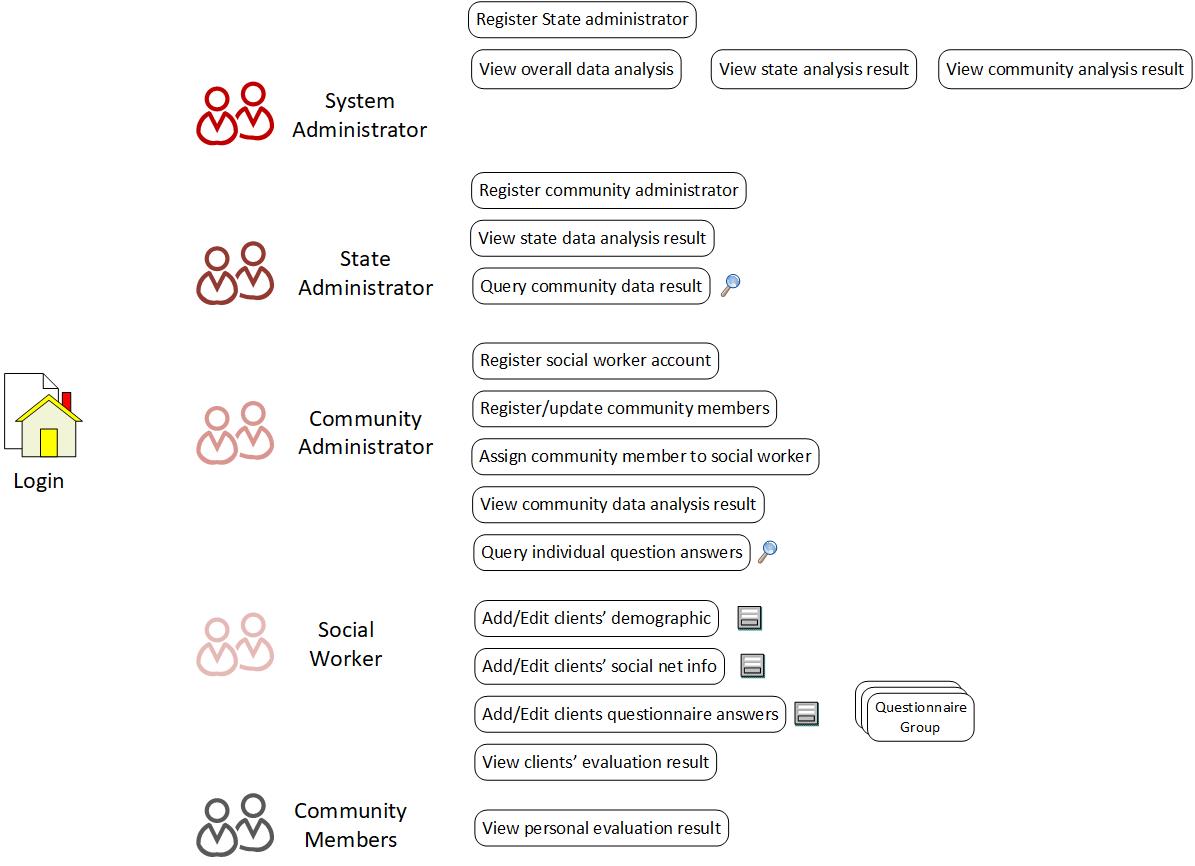 Register State administrator
View overall data analysis
View state analysis result
View community analysis result
System
Administrator
Register community administrator
View state data analysis result
State
Administrator
Query community data result
Register social worker account
Register/update community members
Community
Administrator
Assign community member to social worker
Login
View community data analysis result
Query individual question answers
Add/Edit clients’ demographic
Social
Worker
Add/Edit clients’ social net info
Add/Edit clients questionnaire answers
Questionnaire
Group
View clients’ evaluation result
Community
Members
View personal evaluation result